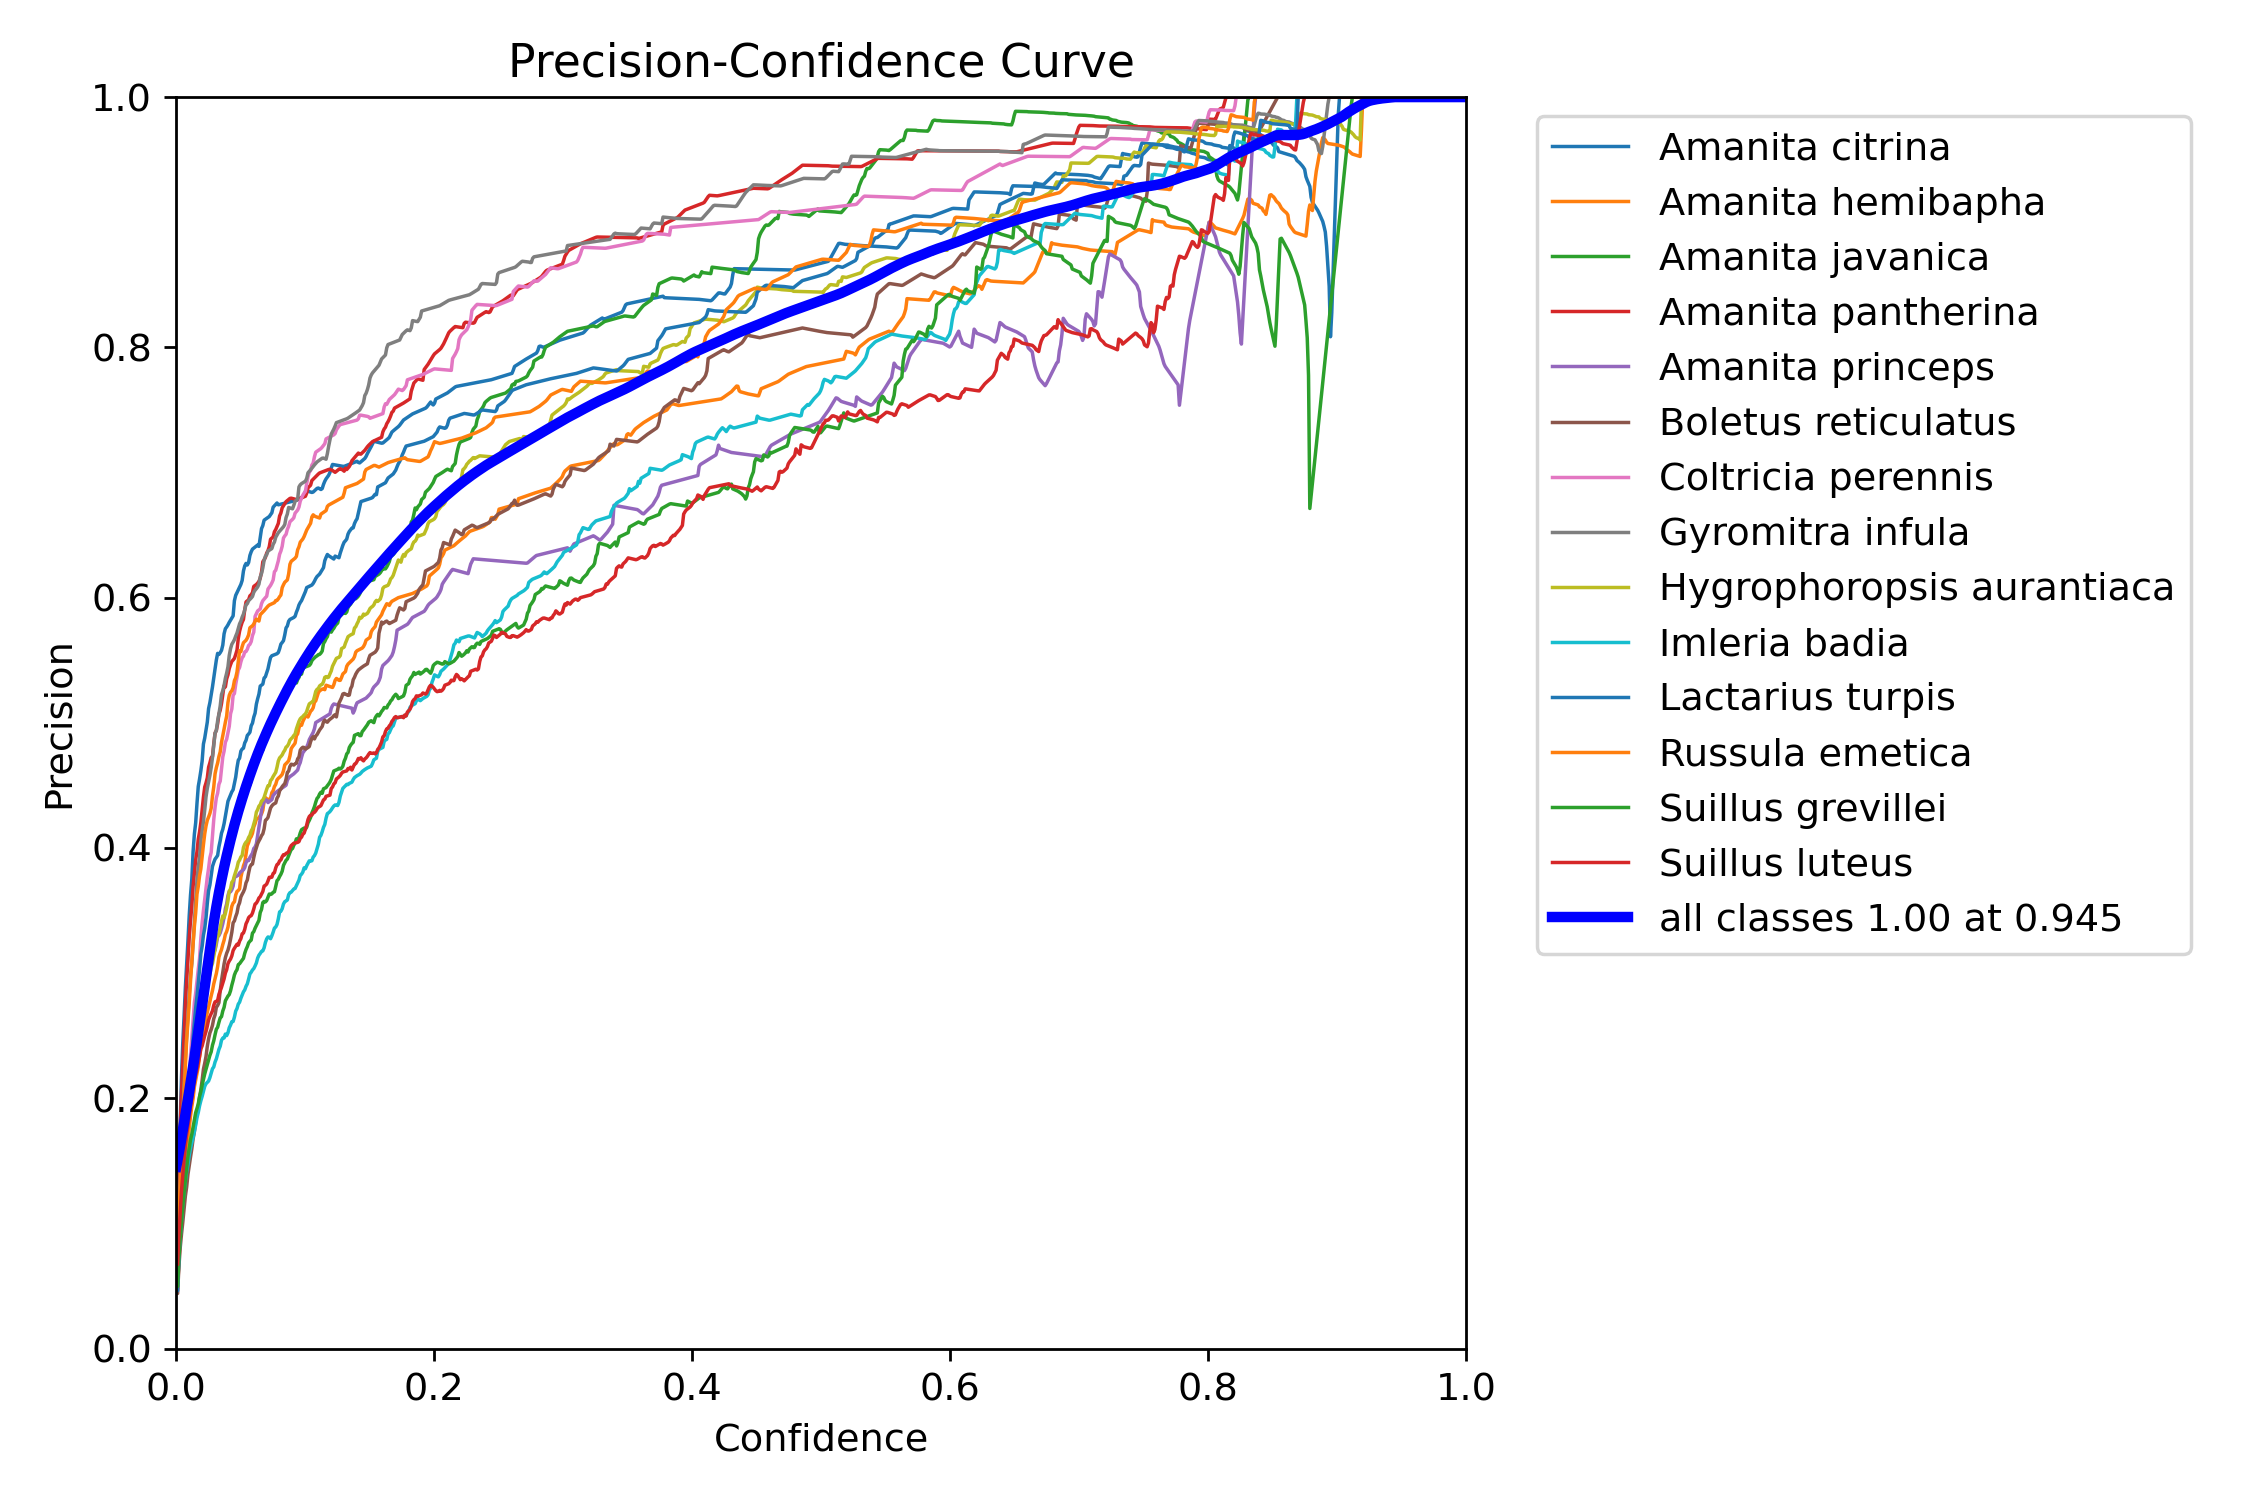 Precision-Confidence Curve
1.0
0.8
0.6
0.4
0.2
0.0
Precision
0.0 0.2 0.4 0.6 0.8 1.0
Confidence
Amanita citrina
Amanita hemibapha
Amanita javanica
Amanita pantherina
Amanita princeps
Boletus reticulatus
Coltricia perennis
Gyromitra infula
Hygrophoropsis aurantiaca
Imleria badia
Lactarius turpis
Russula emetica
Suillus grevillei
Suillus luteus
all classes 1.00 at 0.945